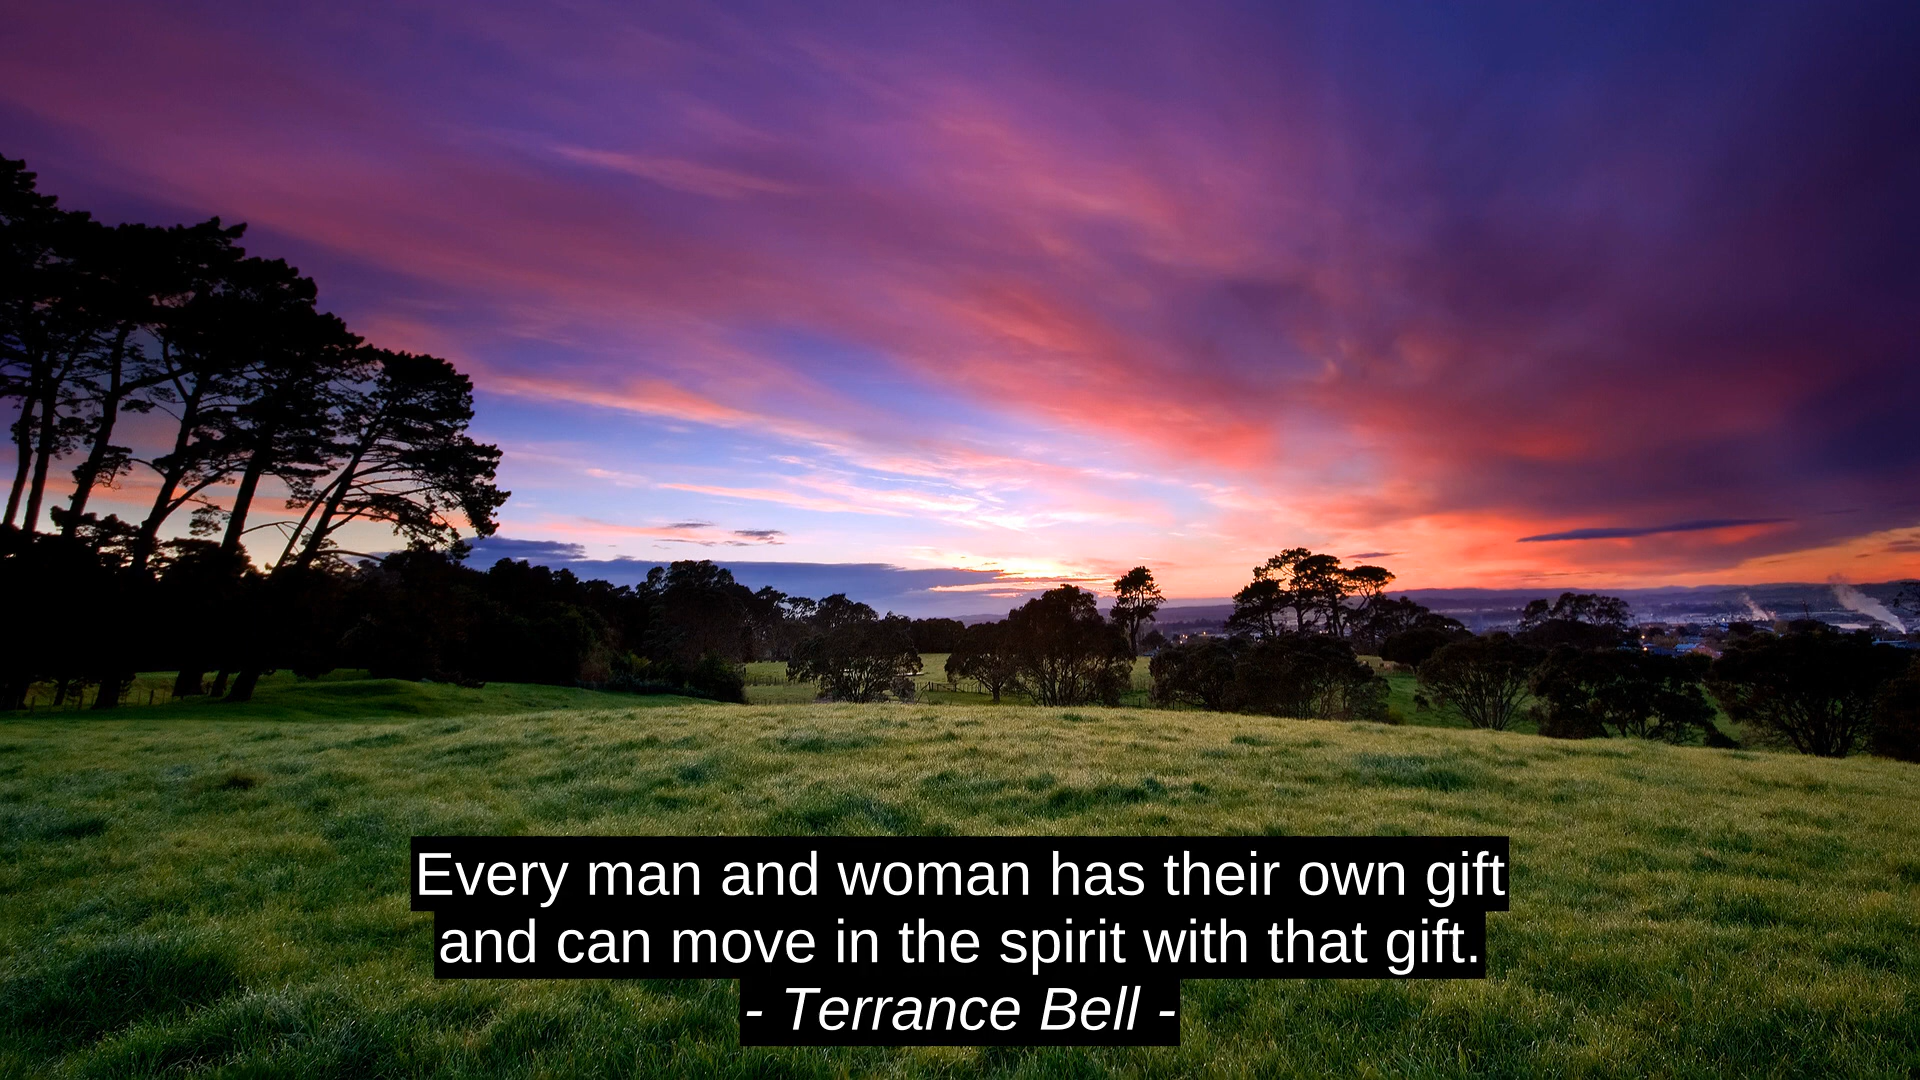 Every man and woman has their own gift
and can move in the spirit with that gift.
- Terrance Bell -